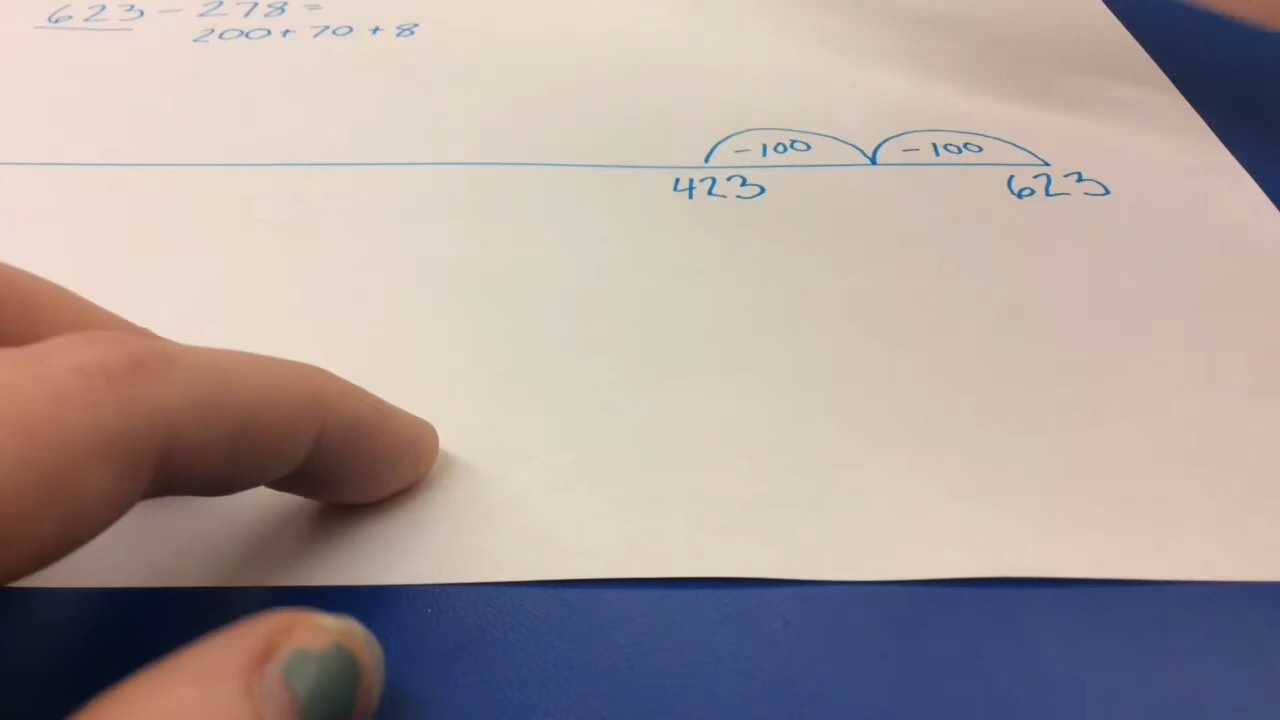 623 - 278 =
200 + 70 + 8
-100 -100
423 623